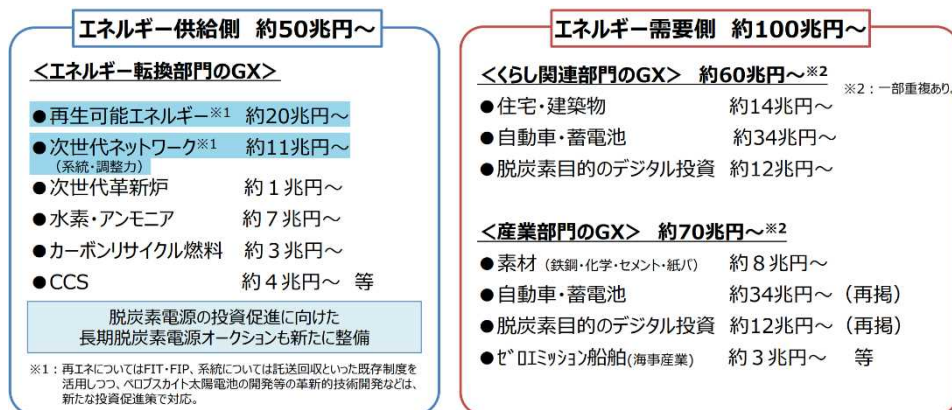 エネルギー供給側 約50兆円～
<エネルギー転換部門のGX>
●再生可能エネルギー※1 約20兆円～
●次世代ネットワーク※1 約11兆円～
（系統・調整力）
●次世代革新炉 約１兆円～
●水素・アンモニア 約７兆円～
●カーボンリサイクル燃料 約３兆円～
●CCS 約４兆円～ 等
脱炭素電源の投資促進に向けた
長期脱炭素電源オークションも新たに整備
※1：再エネについてはFIT・FIP、系統については託送回収といった既存制度を
活用しつつ、ペロブスカイト太陽電池の開発等の革新的技術開発などは、
新たな投資促進策で対応。
エネルギー需要側 約100兆円～
<くらし関連部門のGX> 約60兆円～※2
※2：一部重複あり。
●住宅・建築物 約14兆円～
●自動車・蓄電池 約34兆円～
●脱炭素目的のデジタル投資 約12兆円～
<産業部門のGX> 約70兆円～※2
●素材（鉄鋼・化学・セメント・紙パ） 約８兆円～
●自動車・蓄電池 約34兆円～（再掲）
●脱炭素目的のデジタル投資 約12兆円～（再掲）
●ｾﾞﾛｴﾐｯｼｮﾝ船舶(海事産業) 約３兆円～ 等